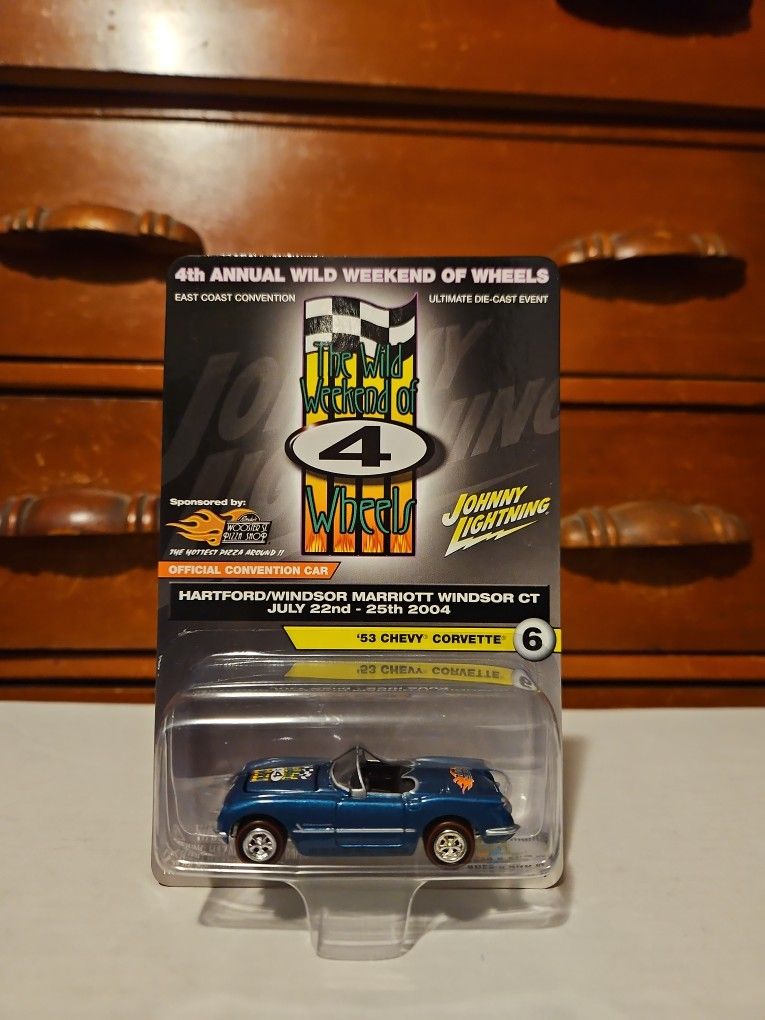 4th ANNUAL WILD WEEKEND OF WHEELS
EAST COAST CONVENTION
ULTIMATE DIE-CAST EVENT
The Wild
Weekend of
4
Wheels
Sponsored by:
WOOSTER ST.
PIZZA SHOP
THE HOTTEST PIZZA AROUND !!
JOHNNY
LIGHTNING
OFFICIAL CONVENTION CAR
HARTFORD/WINDSOR MARRIOTT WINDSOR CT
JULY 22nd - 25th 2004
'53 CHEVY® CORVETTE®
6
4